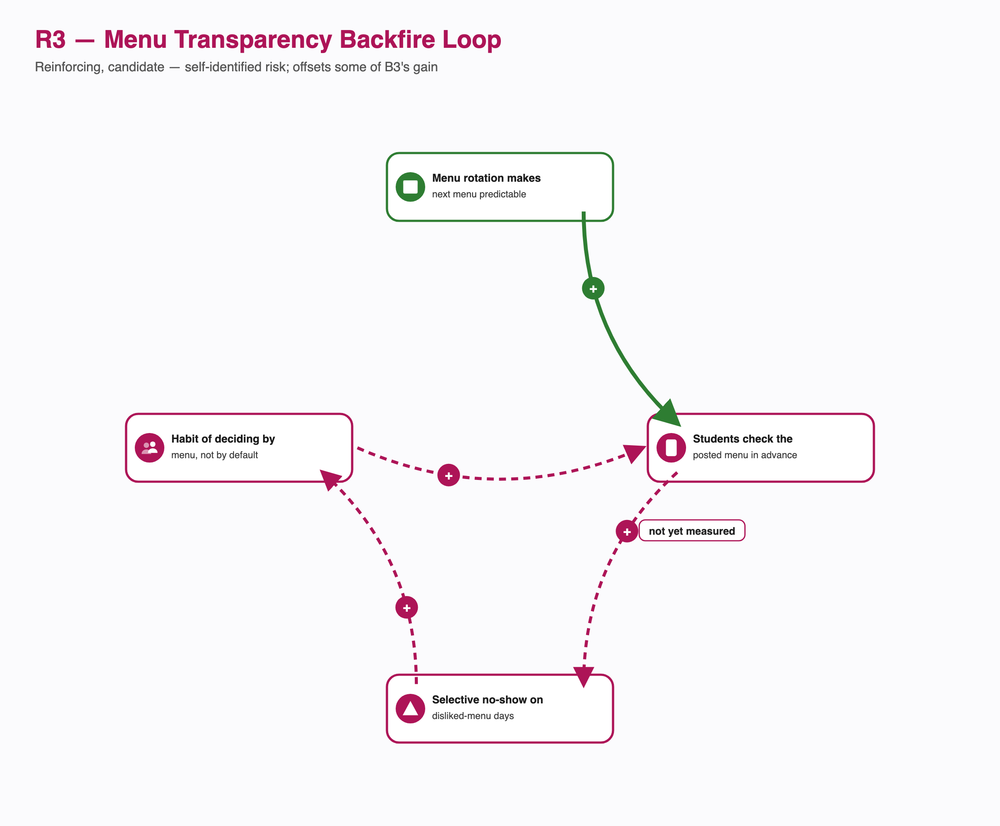 R3 — Menu Transparency Backfire Loop
Reinforcing, candidate — self-identified risk; offsets some of B3's gain
Menu rotation makes
next menu predictable
+
Habit of deciding by
menu, not by default
Students check the
posted menu in advance
+
+
not yet measured
+
Selective no-show on
disliked-menu days